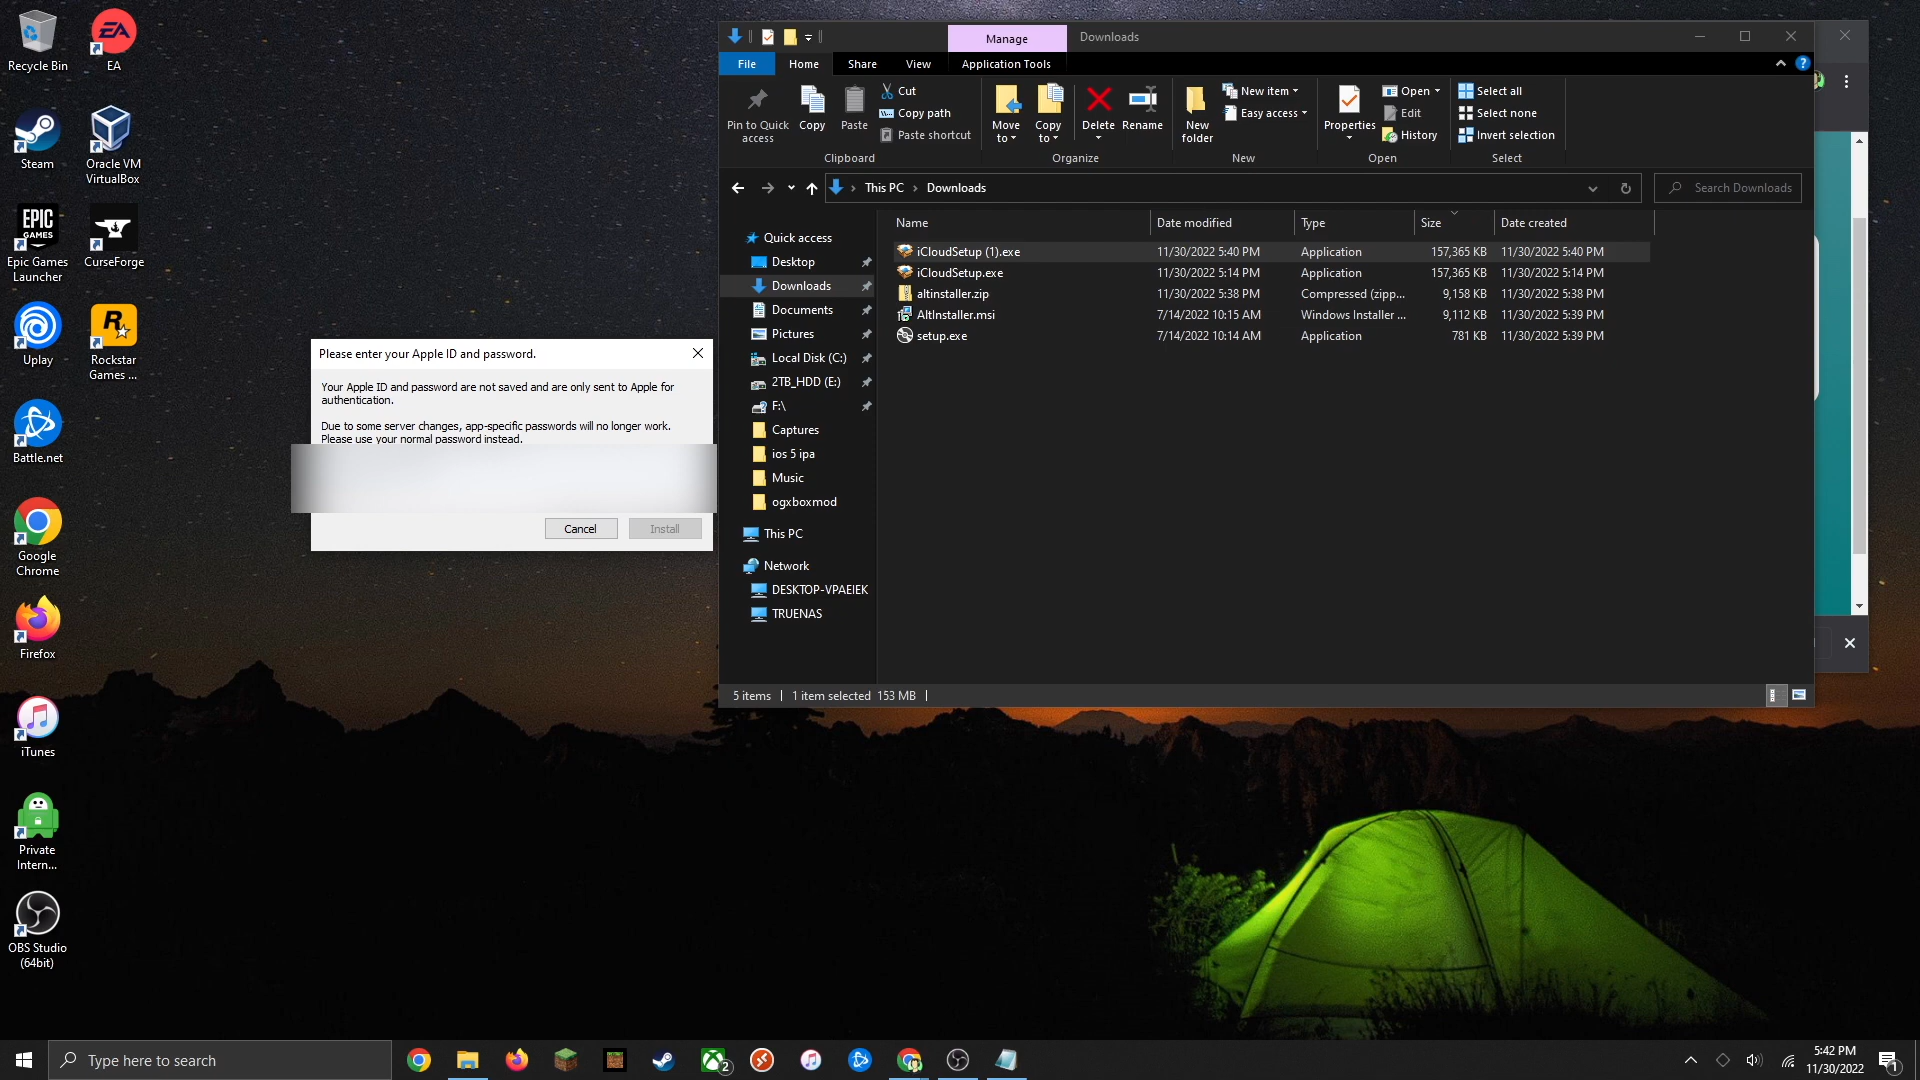 Recycle Bin
EA
EA
Steam
Oracle VM
VirtualBox
EPIC
GAMES
Epic Games
Launcher
CurseForge
Uplay
R
Rockstar
Games ...
Battle.net
Google
Chrome
Firefox
iTunes
Private
Intern...
OBS Studio
(64bit)
Please enter your Apple ID and password.
Your Apple ID and password are not saved and are only sent to Apple for
authentication.
Due to some server changes, app-specific passwords will no longer work.
Please use your normal password instead.
Cancel
Install
Manage
Downloads
File
Home
Share
View
Application Tools
Pin to Quick
access
Copy
Paste
Cut
Copy path
Paste shortcut
Clipboard
Move
to
Copy
to
Delete
Rename
Organize
New
folder
New item
Easy access
New
Properties
Open
Edit
History
Open
Select all
Select none
Invert selection
Select
This PC
Downloads
Search Downloads
Quick access
Desktop
Downloads
Documents
Pictures
Local Disk (C:)
2TB_HDD (E:)
F:\
Captures
ios 5 ipa
Music
ogxboxmod
This PC
Network
DESKTOP-VPAEIEK
TRUENAS
Name Date modified Type Size Date created
iCloudSetup (1).exe 11/30/2022 5:40 PM Application 157,365 KB 11/30/2022 5:40 PM
iCloudSetup.exe 11/30/2022 5:14 PM Application 157,365 KB 11/30/2022 5:14 PM
altinstaller.zip 11/30/2022 5:38 PM Compressed (zipp... 9,158 KB 11/30/2022 5:38 PM
AltInstaller.msi 7/14/2022 10:15 AM Windows Installer ... 9,112 KB 11/30/2022 5:39 PM
setup.exe 7/14/2022 10:14 AM Application 781 KB 11/30/2022 5:39 PM
5 items
1 item selected 153 MB
Type here to search
2
5:42 PM
11/30/2022
1